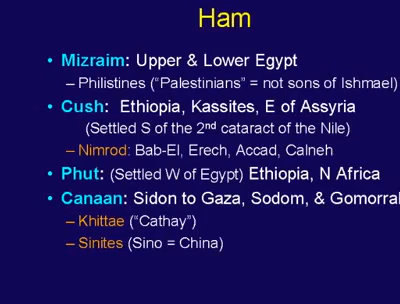 Ham
• Mizraim: Upper & Lower Egypt
– Philistines (“Palestinians” = not sons of Ishmael)
• Cush: Ethiopia, Kassites, E of Assyria
(Settled S of the 2nd cataract of the Nile)
– Nimrod: Bab-El, Erech, Accad, Calneh
• Phut: (Settled W of Egypt) Ethiopia, N Africa
• Canaan: Sidon to Gaza, Sodom, & Gomorrah
– Khittae (“Cathay”)
– Sinites (Sino = China)